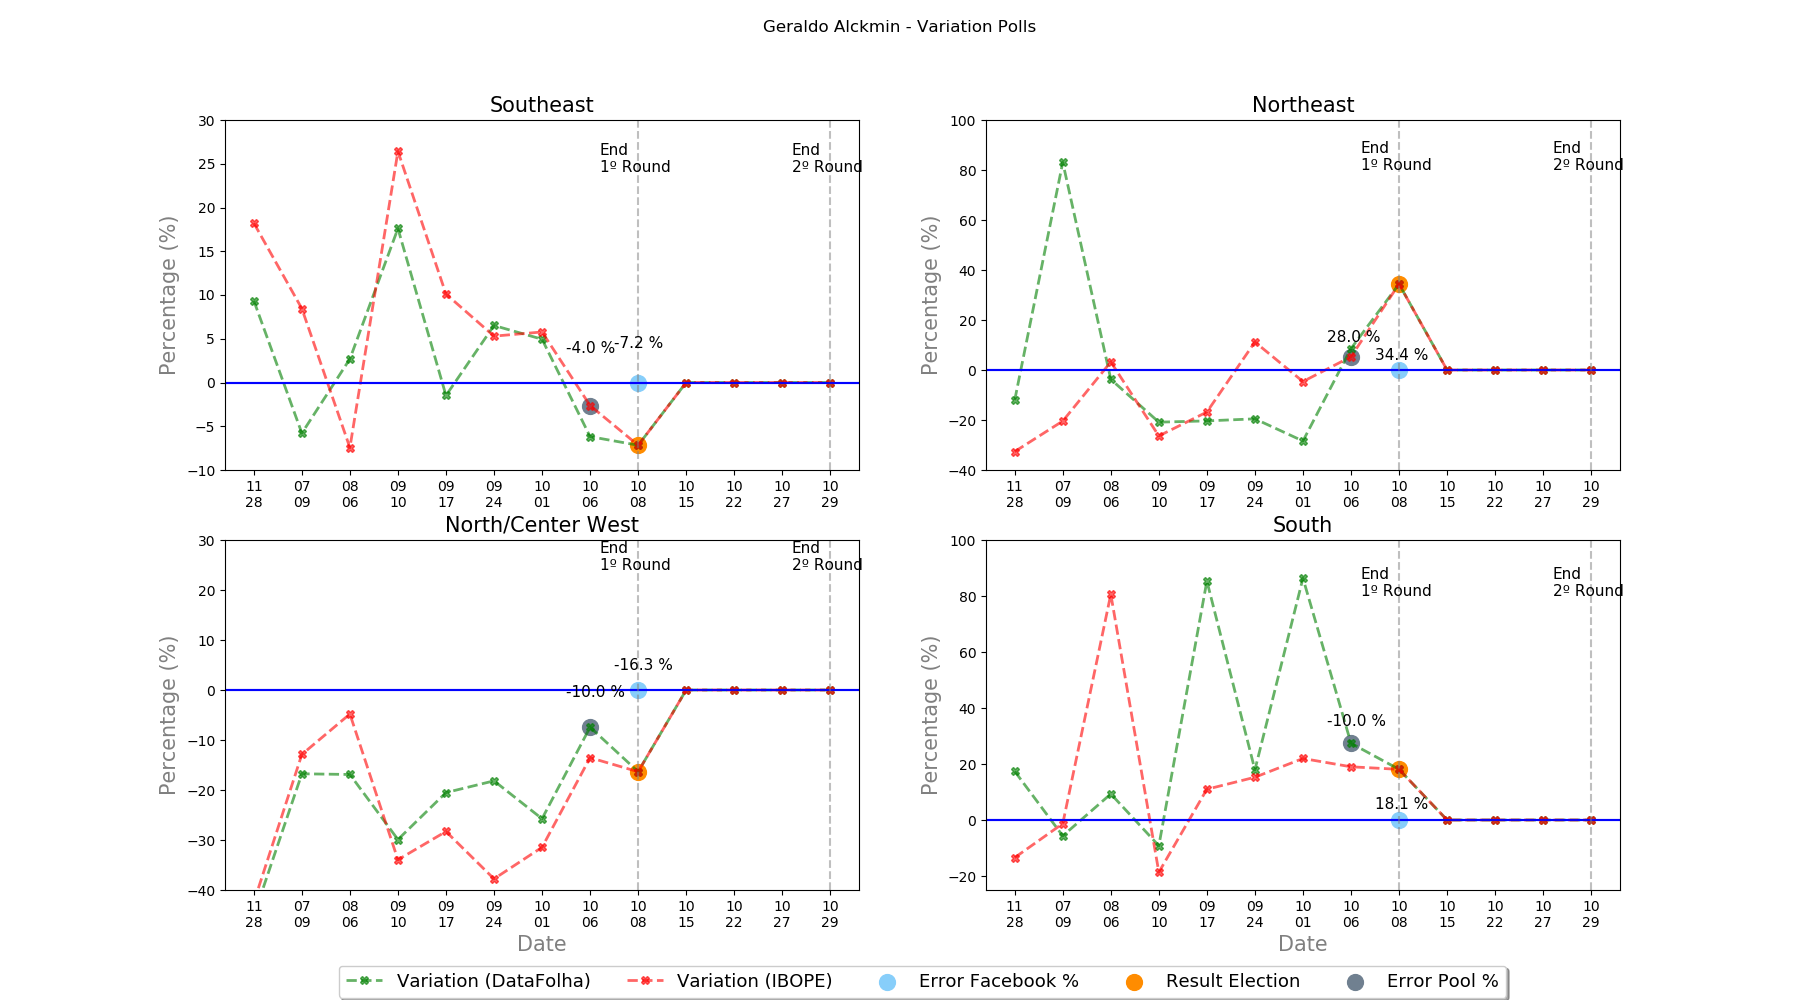 Geraldo Alckmin - Variation Polls
Southeast
Percentage (%)
30
25
20
15
10
5
0
−5
−10
End
1º Round
End
2º Round
-4.0 %
-7.2 %
11 07 08 09 09 09 10 10 10 10 10 10 10
28 09 06 10 17 24 01 06 08 15 22 27 29
Northeast
Percentage (%)
100
80
60
40
20
0
−20
−40
End
1º Round
End
2º Round
28.0 %
34.4 %
11 07 08 09 09 09 10 10 10 10 10 10 10
28 09 06 10 17 24 01 06 08 15 22 27 29
North/Center West
Percentage (%)
30
20
10
0
−10
−20
−30
−40
End
1º Round
End
2º Round
-16.3 %
-10.0 %
11 07 08 09 09 09 10 10 10 10 10 10 10
28 09 06 10 17 24 01 06 08 15 22 27 29
Date
South
Percentage (%)
100
80
60
40
20
0
−20
End
1º Round
End
2º Round
-10.0 %
18.1 %
11 07 08 09 09 09 10 10 10 10 10 10 10
28 09 06 10 17 24 01 06 08 15 22 27 29
Date
Variation (DataFolha) Variation (IBOPE) Error Facebook % Result Election Error Pool %